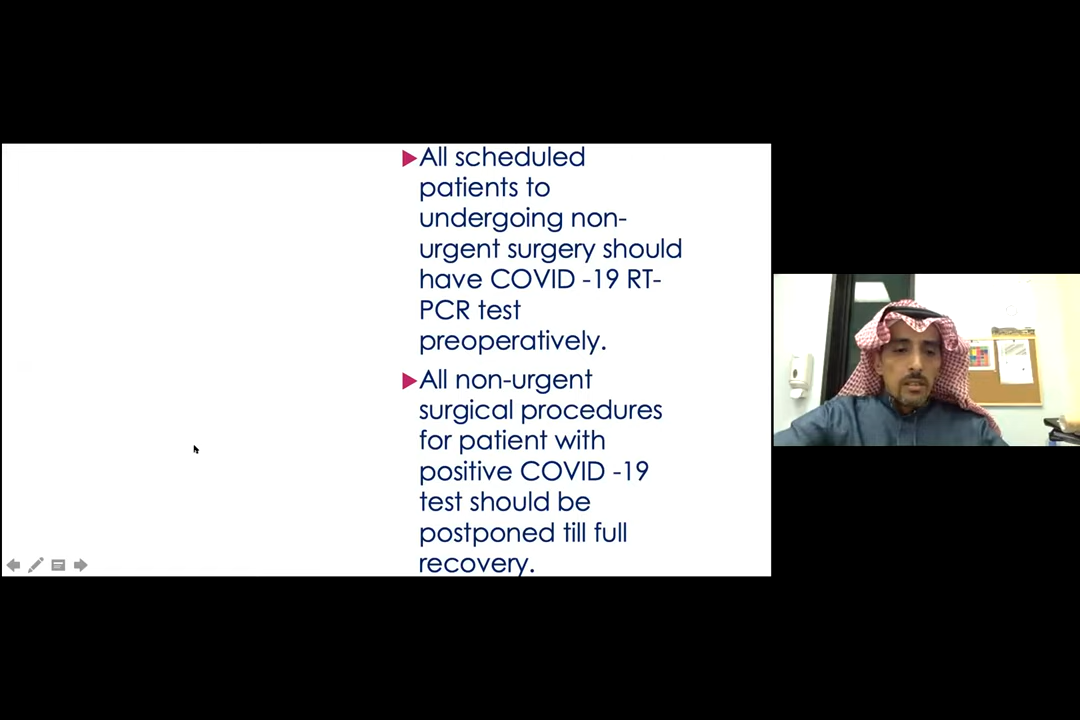 All scheduled
patients to
undergoing non-
urgent surgery should
have COVID -19 RT-
PCR test
preoperatively.
All non-urgent
surgical procedures
for patient with
positive COVID -19
test should be
postponed till full
recovery.